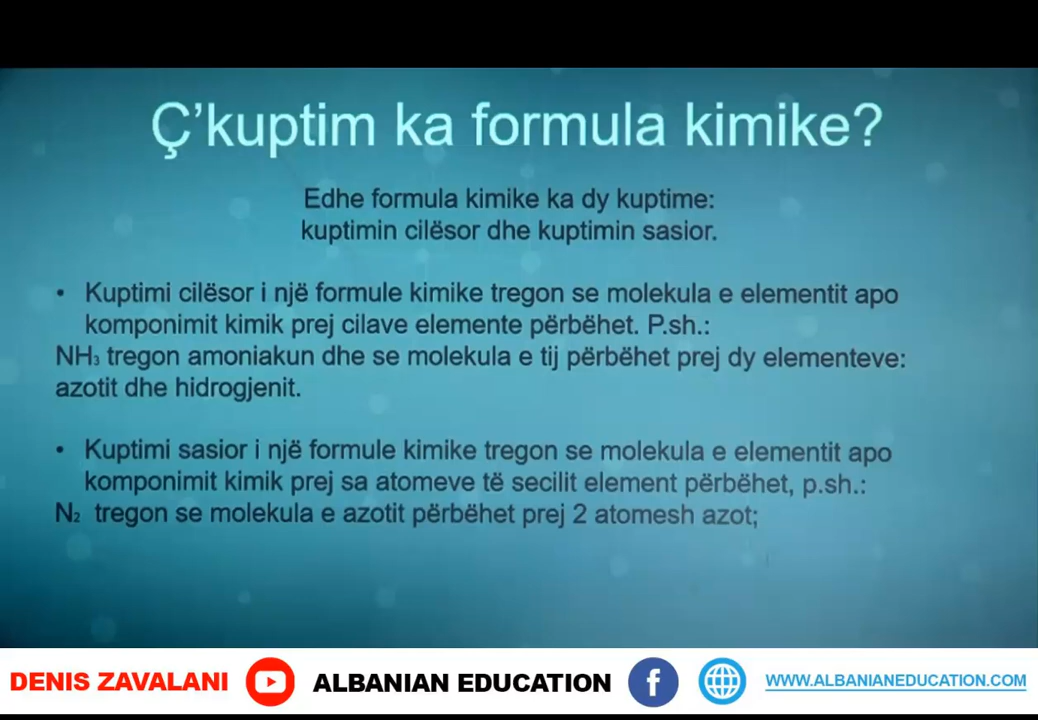 Ç’kuptim ka formula kimike?
Edhe formula kimike ka dy kuptime:
kuptimin cilësor dhe kuptimin sasior.
• Kuptimi cilësor i një formule kimike tregon se molekula e elementit apo
komponimit kimik prej cilave elemente përbëhet. P.sh.:
NH₃ tregon amoniakun dhe se molekula e tij përbëhet prej dy elementeve:
azotit dhe hidrogjenit.
• Kuptimi sasior i një formule kimike tregon se molekula e elementit apo
komponimit kimik prej sa atomeve të secilit element përbëhet, p.sh.:
N₂ tregon se molekula e azotit përbëhet prej 2 atomesh azot;
DENIS ZAVALANI ALBANIAN EDUCATION f WWW.ALBANIANEDUCATION.COM